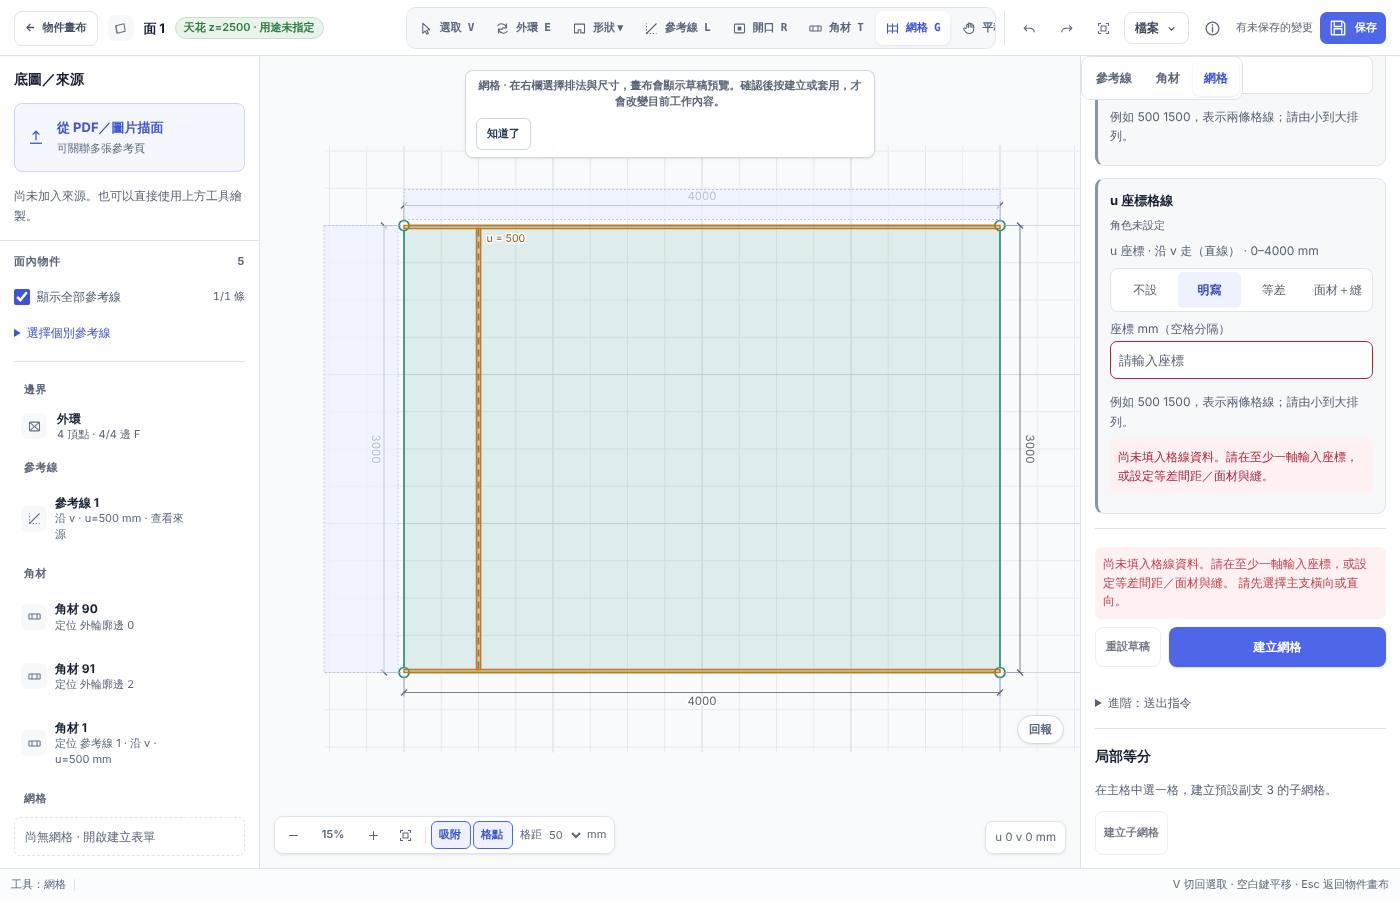 物件畫布
面 1
天花 z=2500 · 用途未指定
選取 V
外環 E
形狀▾
參考線 L
開口 R
角材 T
網格 G
檔案
有未保存的變更
保存
底圖／來源
從 PDF／圖片描面
可關聯多張參考頁
尚未加入來源。也可以直接使用上方工具繪
製。
面內物件 5
顯示全部參考線 1/1 條
選擇個別參考線
邊界
外環
4 頂點 · 4/4 邊 F
參考線
參考線 1
沿 v · u=500 mm · 查看來
源
角材
角材 90
定位 外輪廓邊 0
角材 91
定位 外輪廓邊 2
角材 1
定位 參考線 1 · 沿 v ·
u=500 mm
網格
尚無網格 · 開啟建立表單
網格 · 在右欄選擇排法與尺寸，畫布會顯示草稿預覽。確認後按建立或套用，才
會改變目前工作內容。
知道了
4000
u = 500
3000
3000
4000
回報
15%
吸附
格點
格距 50 mm
u 0 v 0 mm
參考線
角材
網格
例如 500 1500，表示兩條格線；請由小到大排
列。
u 座標格線
角色未設定
u 座標 · 沿 v 走（直線） · 0–4000 mm
不設
明寫
等差
面材＋縫
座標 mm（空格分隔）
請輸入座標
例如 500 1500，表示兩條格線；請由小到大排
列。
尚未填入格線資料。請在至少一軸輸入座標，
或設定等差間距／面材與縫。
尚未填入格線資料。請在至少一軸輸入座標，或設
定等差間距／面材與縫。 請先選擇主支橫向或直
向。
重設草稿
建立網格
進階：送出指令
局部等分
在主格中選一格，建立預設副支 3 的子網格。
建立子網格
工具：網格
V 切回選取 · 空白鍵平移 · Esc 返回物件畫布